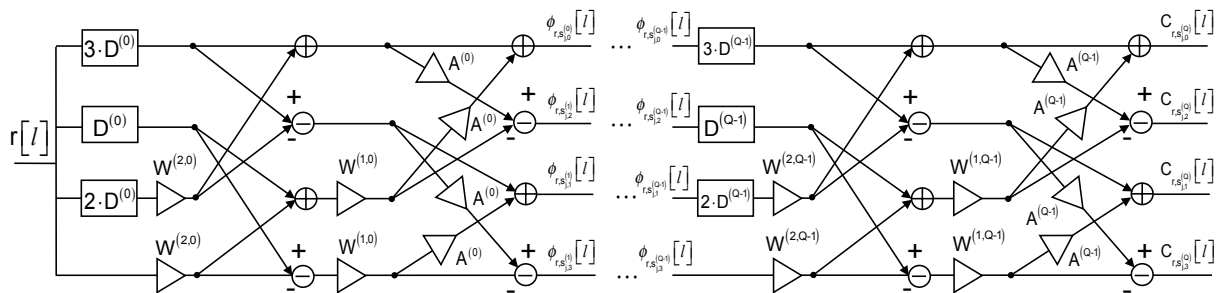 3·D⁽⁰⁾
A⁽⁰⁾
ϕ_{r,s_{j,0}^{(0)}}[l] ... ϕ_{r,s_{j,0}^{(Q-1)}}[l]
3·D^{(Q-1)}
A^{(Q-1)}
C_{r,s_{j,0}^{(Q)}}[l]
r[l]
D⁽⁰⁾
+
−
-
A⁽⁰⁾
+
−
-
ϕ_{r,s_{j,2}^{(1)}}[l] ... ϕ_{r,s_{j,2}^{(Q-1)}}[l]
D^{(Q-1)}
+
−
-
A^{(Q-1)}
+
−
-
C_{r,s_{j,2}^{(Q)}}[l]
2·D⁽⁰⁾
W^{(2,0)}
W^{(1,0)}
A⁽⁰⁾
ϕ_{r,s_{j,1}^{(1)}}[l] ... ϕ_{r,s_{j,1}^{(Q-1)}}[l]
2·D^{(Q-1)}
W^{(2,Q-1)}
W^{(1,Q-1)}
A^{(Q-1)}
C_{r,s_{j,1}^{(Q)}}[l]
W^{(2,0)}
+
−
-
W^{(1,0)}
A⁽⁰⁾
+
−
-
ϕ_{r,s_{j,3}^{(1)}}[l] ... ϕ_{r,s_{j,3}^{(Q-1)}}[l]
W^{(2,Q-1)}
+
−
-
W^{(1,Q-1)}
A^{(Q-1)}
+
−
-
C_{r,s_{j,3}^{(Q)}}[l]